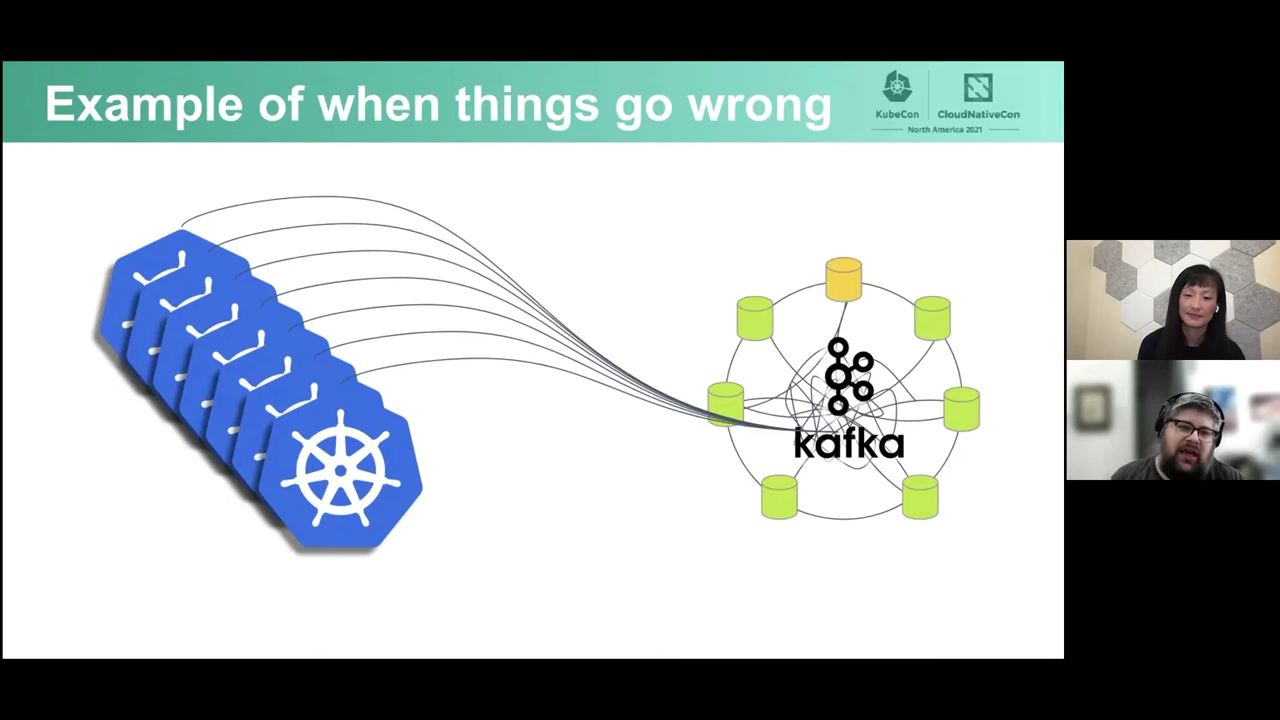 Example of when things go wrong
KubeCon
CloudNativeCon
North America 2021
kafka